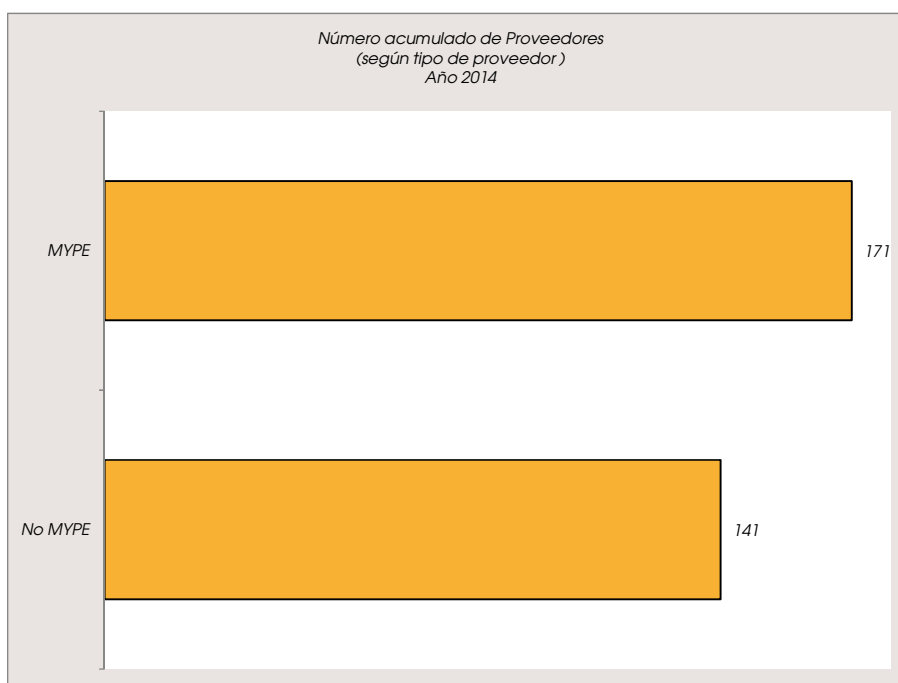 Número acumulado de Proveedores
(según tipo de proveedor )
Año 2014
MYPE
171
No MYPE
141